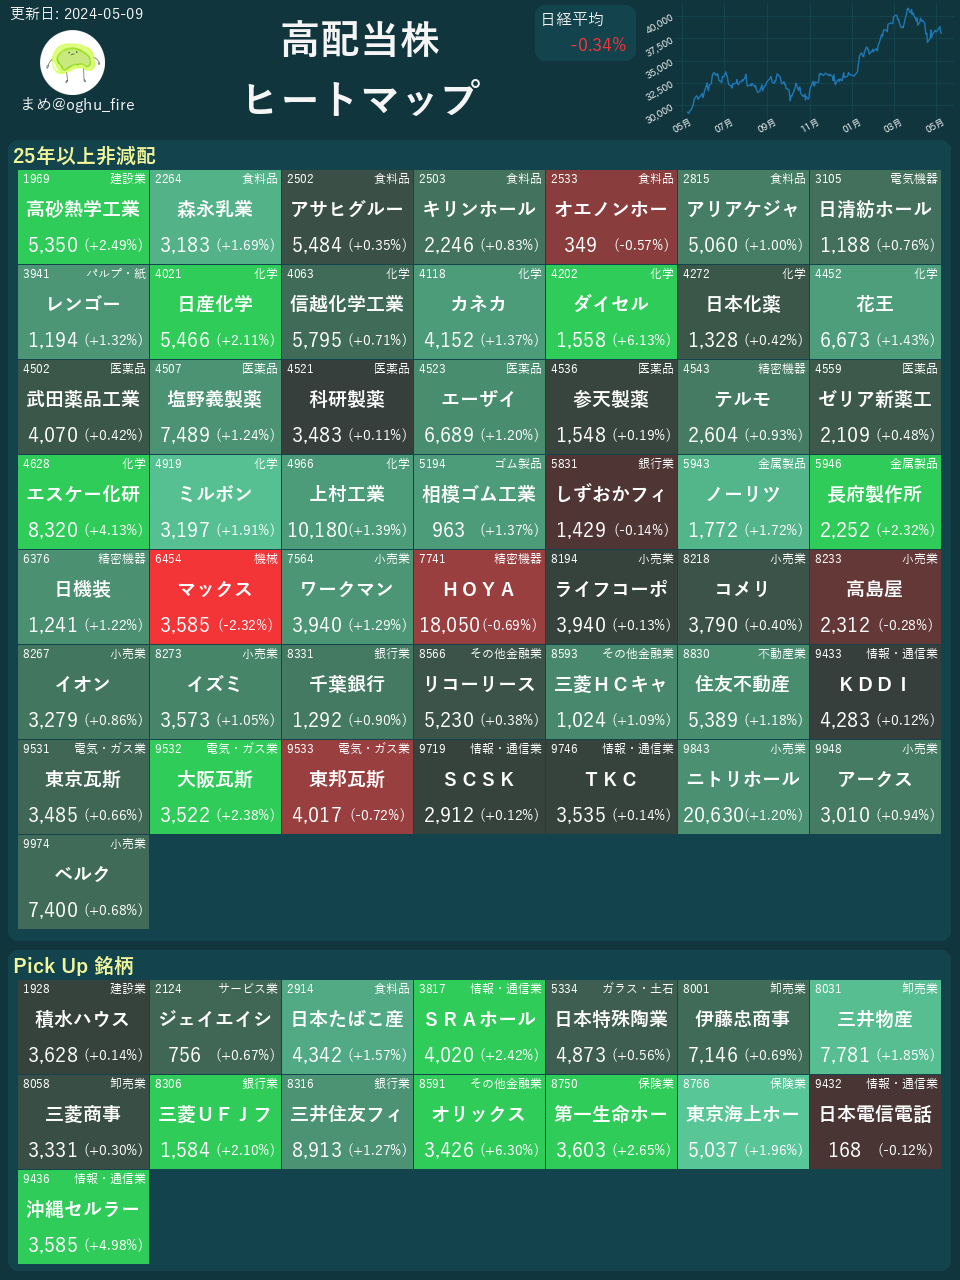 更新日: 2024-05-09
まめ@oghu_fire
高配当株
ヒートマップ
日経平均
-0.34%
40,000
37,500
35,000
32,500
30,000
05月 07月 09月 11月 01月 03月 05月
25年以上非減配
1969 建設業 2264 食料品 2502 食料品 2503 食料品 2533 食料品 2815 食料品 3105 電気機器
高砂熱学工業 森永乳業 アサヒグルー キリンホール オエノンホー アリアケジャ 日清紡ホール
5,350 (+2.49%) 3,183 (+1.69%) 5,484 (+0.35%) 2,246 (+0.83%) 349 (-0.57%) 5,060 (+1.00%) 1,188 (+0.76%)
3941 パルプ・紙 4021 化学 4063 化学 4118 化学 4202 化学 4272 化学 4452 化学
レンゴー 日産化学 信越化学工業 カネカ ダイセル 日本化薬 花王
1,194 (+1.32%) 5,466 (+2.11%) 5,795 (+0.71%) 4,152 (+1.37%) 1,558 (+6.13%) 1,328 (+0.42%) 6,673 (+1.43%)
4502 医薬品 4507 医薬品 4521 医薬品 4523 医薬品 4536 医薬品 4543 精密機器 4559 医薬品
武田薬品工業 塩野義製薬 科研製薬 エーザイ 参天製薬 テルモ ゼリア新薬工
4,070 (+0.42%) 7,489 (+1.24%) 3,483 (+0.11%) 6,689 (+1.20%) 1,548 (+0.19%) 2,604 (+0.93%) 2,109 (+0.48%)
4628 化学 4919 化学 4966 化学 5194 ゴム製品 5831 銀行業 5943 金属製品 5946 金属製品
エスケー化研 ミルボン 上村工業 相模ゴム工業 しずおかフィ ノーリツ 長府製作所
8,320 (+4.13%) 3,197 (+1.91%) 10,180 (+1.39%) 963 (+1.37%) 1,429 (-0.14%) 1,772 (+1.72%) 2,252 (+2.32%)
6376 精密機器 6454 機械 7564 小売業 7741 精密機器 8194 小売業 8218 小売業 8233 小売業
日機装 マックス ワークマン ＨＯＹＡ ライフコーポ コメリ 高島屋
1,241 (+1.22%) 3,585 (-2.32%) 3,940 (+1.29%) 18,050 (-0.69%) 3,940 (+0.13%) 3,790 (+0.40%) 2,312 (-0.28%)
8267 小売業 8273 小売業 8331 銀行業 8566 その他金融業 8593 その他金融業 8830 不動産業 9433 情報・通信業
イオン イズミ 千葉銀行 リコーリース 三菱ＨＣキャ 住友不動産 ＫＤＤＩ
3,279 (+0.86%) 3,573 (+1.05%) 1,292 (+0.90%) 5,230 (+0.38%) 1,024 (+1.09%) 5,389 (+1.18%) 4,283 (+0.12%)
9531 電気・ガス業 9532 電気・ガス業 9533 電気・ガス業 9719 情報・通信業 9746 情報・通信業 9843 小売業 9948 小売業
東京瓦斯 大阪瓦斯 東邦瓦斯 ＳＣＳＫ ＴＫＣ ニトリホール アークス
3,485 (+0.66%) 3,522 (+2.38%) 4,017 (-0.72%) 2,912 (+0.12%) 3,535 (+0.14%) 20,630 (+1.20%) 3,010 (+0.94%)
9974 小売業
ベルク
7,400 (+0.68%)
Pick Up 銘柄
1928 建設業 2124 サービス業 2914 食料品 3817 情報・通信業 5334 ガラス・土石 8001 卸売業 8031 卸売業
積水ハウス ジェイエイシ 日本たばこ産 ＳＲＡホール 日本特殊陶業 伊藤忠商事 三井物産
3,628 (+0.14%) 756 (+0.67%) 4,342 (+1.57%) 4,020 (+2.42%) 4,873 (+0.56%) 7,146 (+0.69%) 7,781 (+1.85%)
8058 卸売業 8306 銀行業 8316 銀行業 8591 その他金融業 8750 保険業 8766 保険業 9432 情報・通信業
三菱商事 三菱ＵＦＪフ 三井住友フィ オリックス 第一生命ホー 東京海上ホー 日本電信電話
3,331 (+0.30%) 1,584 (+2.10%) 8,913 (+1.27%) 3,426 (+6.30%) 3,603 (+2.65%) 5,037 (+1.96%) 168 (-0.12%)
9436 情報・通信業
沖縄セルラー
3,585 (+4.98%)